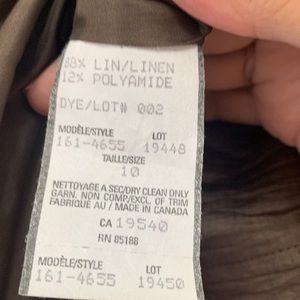 88% LIN/LINEN
12% POLYAMIDE
DYE/LOT# 002
MODÈLE/STYLE LOT
161-4655 19448
TAILLE/SIZE
10
NETTOYAGE A SEC/DRY CLEAN ONLY
GARN. NON COMP./EXCL. OF TRIM
FABRIQUE AU / MADE IN CANADA
CA 19540
RN 85188
MODÈLE/STYLE LOT
161-4655 19450